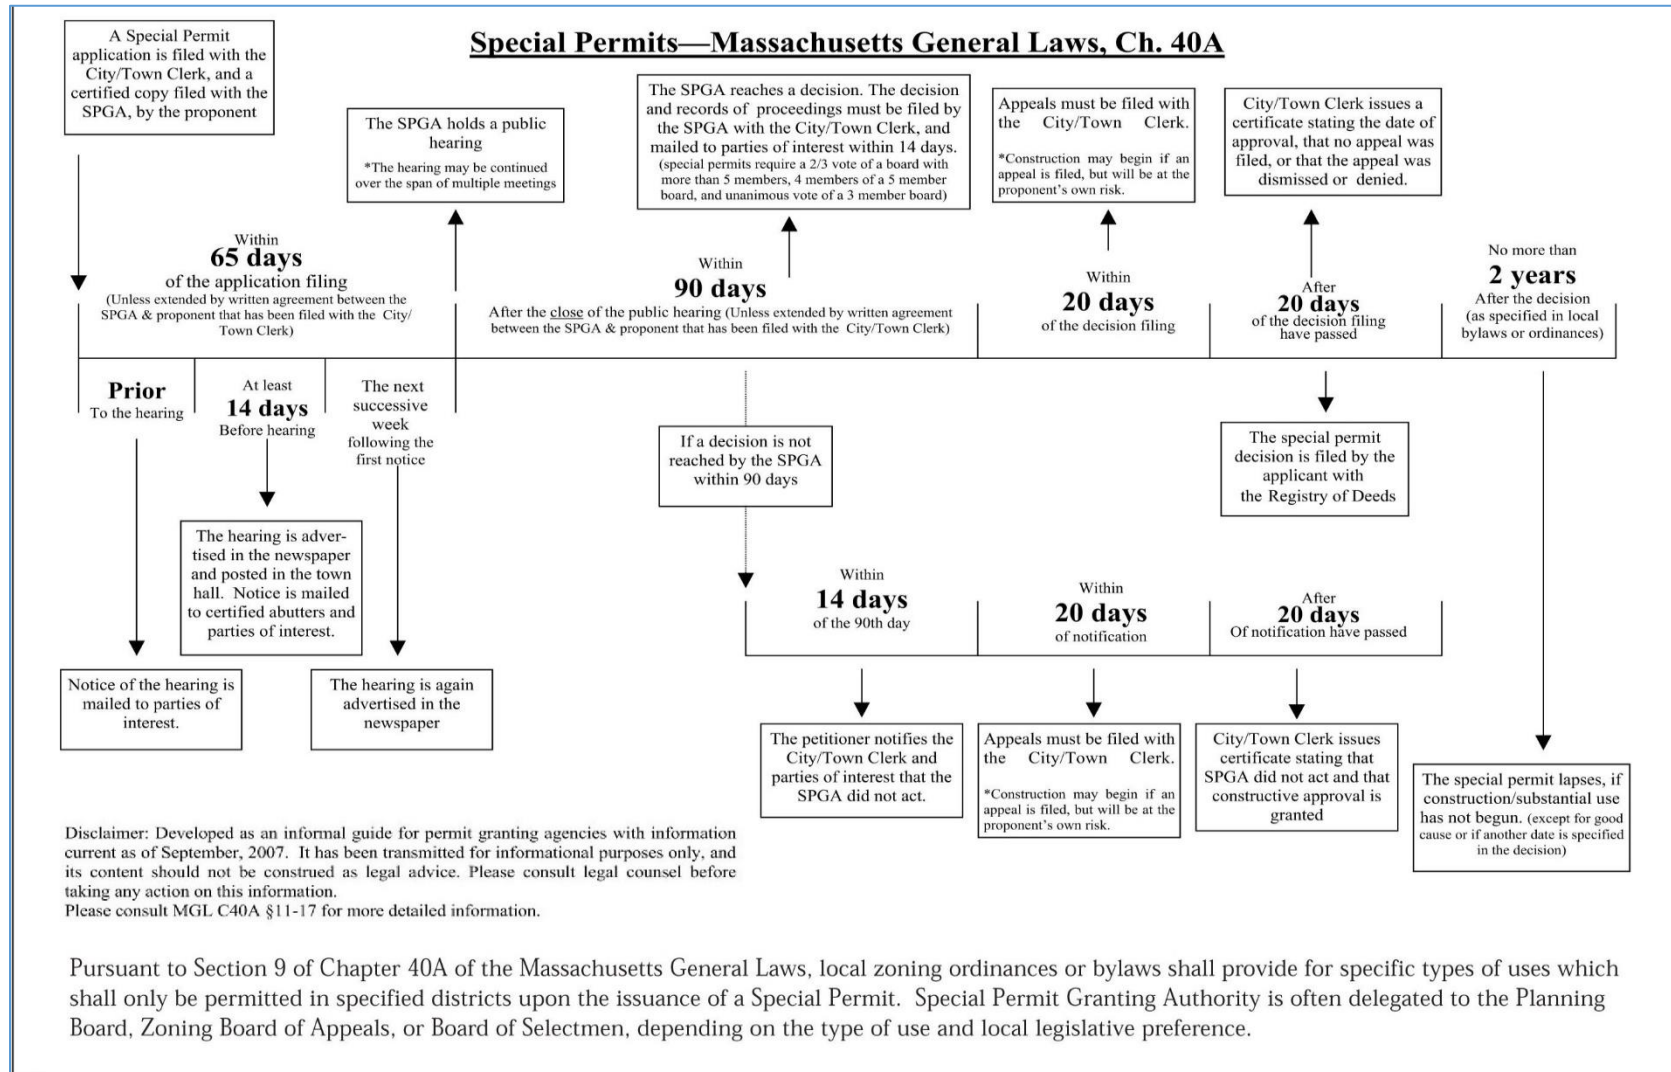 Special Permits—Massachusetts General Laws, Ch. 40A
A Special Permit
application is filed with the
City/Town Clerk, and a
certified copy filed with the
SPGA, by the proponent
The SPGA holds a public
hearing
*The hearing may be continued
over the span of multiple meetings
The SPGA reaches a decision. The decision
and records of proceedings must be filed by
the SPGA with the City/Town Clerk, and
mailed to parties of interest within 14 days.
(special permits require a 2/3 vote of a board with
more than 5 members, 4 members of a 5 member
board, and unanimous vote of a 3 member board)
Appeals must be filed with
the City/Town Clerk.
*Construction may begin if an
appeal is filed, but will be at the
proponent's own risk.
City/Town Clerk issues a
certificate stating the date of
approval, that no appeal was
filed, or that the appeal was
dismissed or denied.
Within
65 days
of the application filing
(Unless extended by written agreement between the
SPGA & proponent that has been filed with the City/
Town Clerk)
Within
90 days
After the close of the public hearing (Unless extended by written agreement
between the SPGA & proponent that has been filed with the City/Town Clerk)
Within
20 days
of the decision filing
After
20 days
of the decision filing
have passed
No more than
2 years
After the decision
(as specified in local
bylaws or ordinances)
Prior
To the hearing
At least
14 days
Before hearing
The next
successive
week
following the
first notice
If a decision is not
reached by the SPGA
within 90 days
The special permit
decision is filed by the
applicant with
the Registry of Deeds
The hearing is adver-
tised in the newspaper
and posted in the town
hall. Notice is mailed
to certified abutters and
parties of interest.
Within
14 days
of the 90th day
Within
20 days
of notification
After
20 days
Of notification have passed
Notice of the hearing is
mailed to parties of
interest.
The hearing is again
advertised in the
newspaper
The petitioner notifies the
City/Town Clerk and
parties of interest that the
SPGA did not act.
Appeals must be filed with
the City/Town Clerk.
*Construction may begin if an
appeal is filed, but will be at the
proponent's own risk.
City/Town Clerk issues
certificate stating that
SPGA did not act and that
constructive approval is
granted
The special permit lapses, if
construction/substantial use
has not begun. (except for good
cause or if another date is specified
in the decision)
Disclaimer: Developed as an informal guide for permit granting agencies with information
current as of September, 2007. It has been transmitted for informational purposes only, and
its content should not be construed as legal advice. Please consult legal counsel before
taking any action on this information.
Please consult MGL C40A §11-17 for more detailed information.
Pursuant to Section 9 of Chapter 40A of the Massachusetts General Laws, local zoning ordinances or bylaws shall provide for specific types of uses which
shall only be permitted in specified districts upon the issuance of a Special Permit. Special Permit Granting Authority is often delegated to the Planning
Board, Zoning Board of Appeals, or Board of Selectmen, depending on the type of use and local legislative preference.